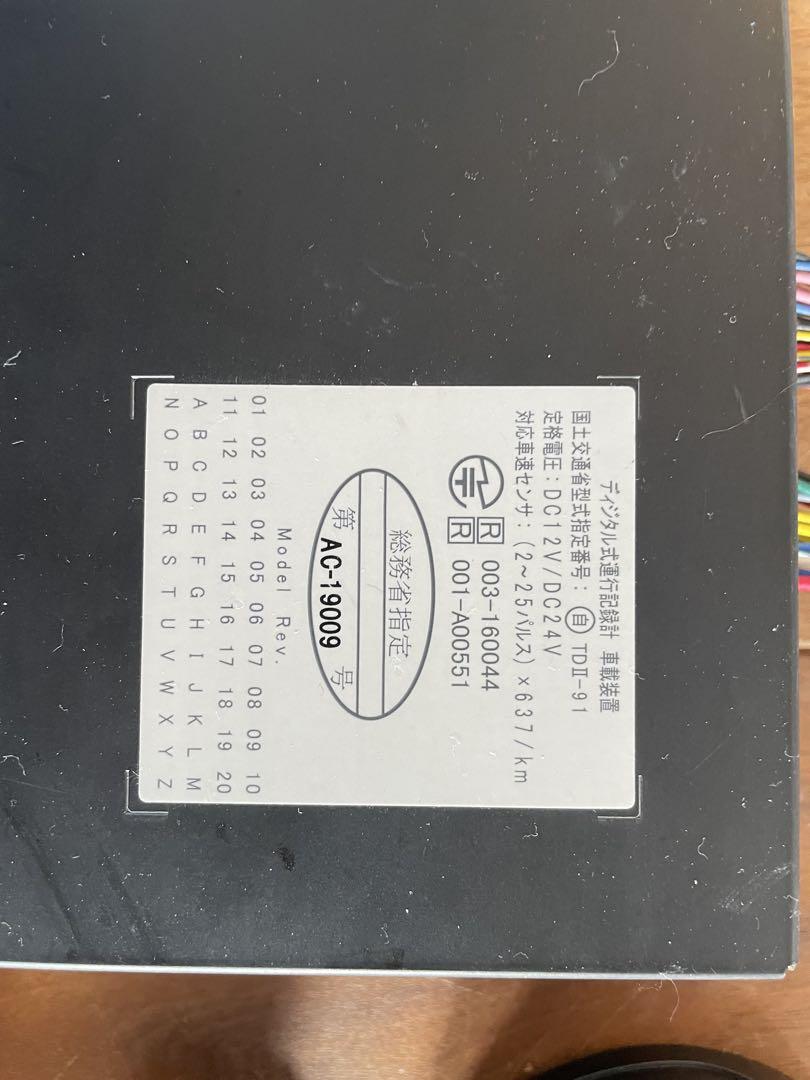 ディジタル式運行記録計 車載装置
国土交通省型式指定番号：㊀自 TDⅡ-91
定格電圧：DC12V/DC24V
対応車速センサ：(2～25パルス)×637/km
R 003-160044
R 001-A00551
総務省指定
第 AC-19009 号
Model Rev.
01 02 03 04 05 06 07 08 09 10
11 12 13 14 15 16 17 18 19 20
A B C D E F G H I J K L M
N O P Q R S T U V W X Y Z